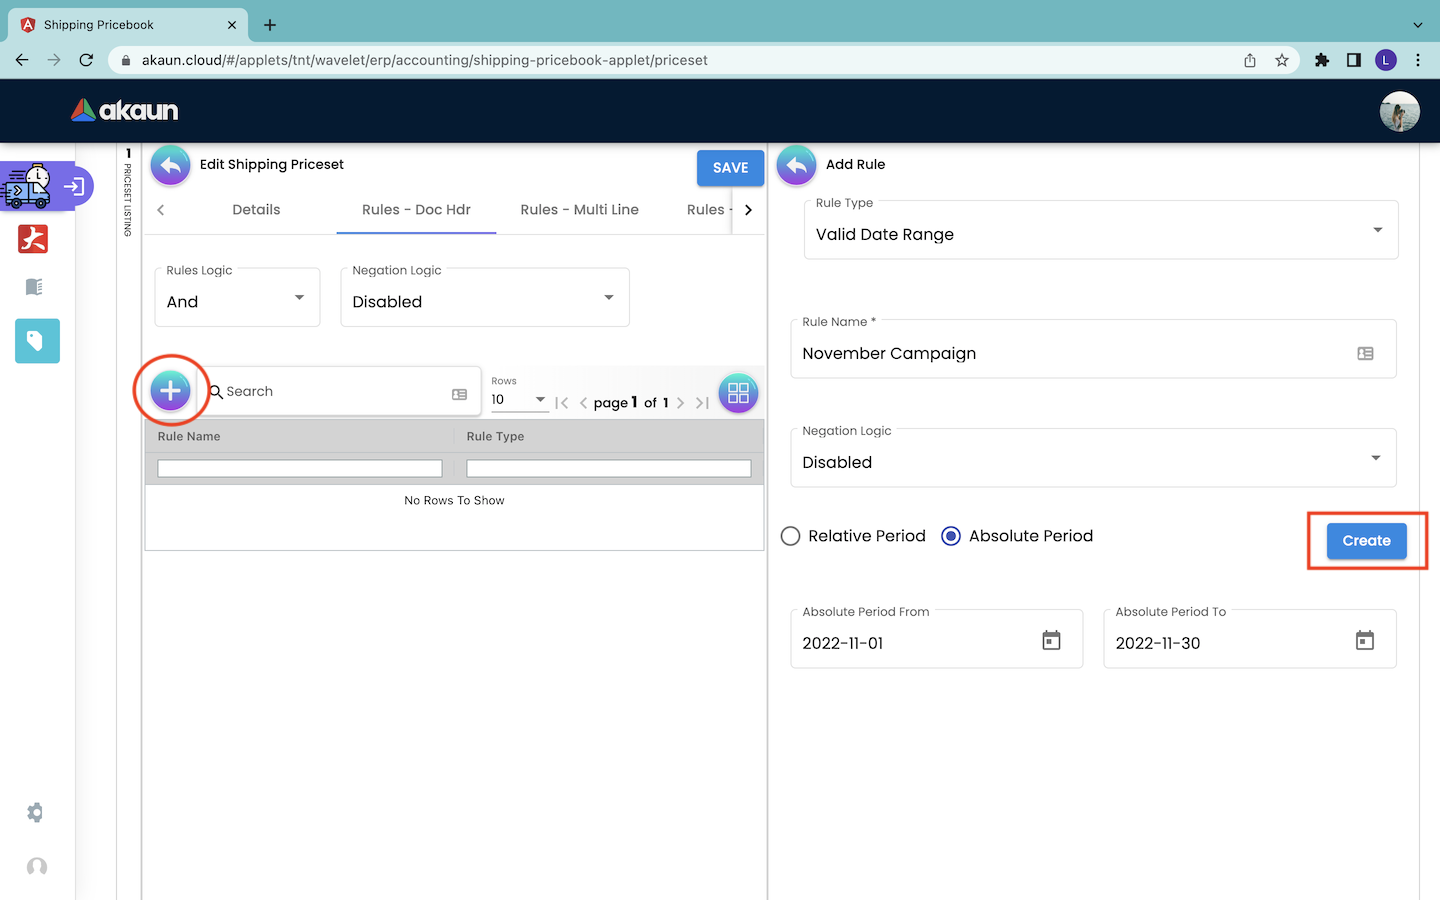 Shipping Pricebook
akaun.cloud/#/applets/tnt/wavelet/erp/accounting/shipping-pricebook-applet/priceset
L
akaun
1
PRICESET LISTING
Edit Shipping Priceset
SAVE
Details
Rules - Doc Hdr
Rules - Multi Line
Rules -
Rules Logic
And
Negation Logic
Disabled
Search
Rows
10
page 1 of 1
Rule Name
Rule Type
No Rows To Show
Add Rule
Rule Type
Valid Date Range
Rule Name *
November Campaign
Negation Logic
Disabled
Relative Period
Absolute Period
Create
Absolute Period From
2022-11-01
Absolute Period To
2022-11-30